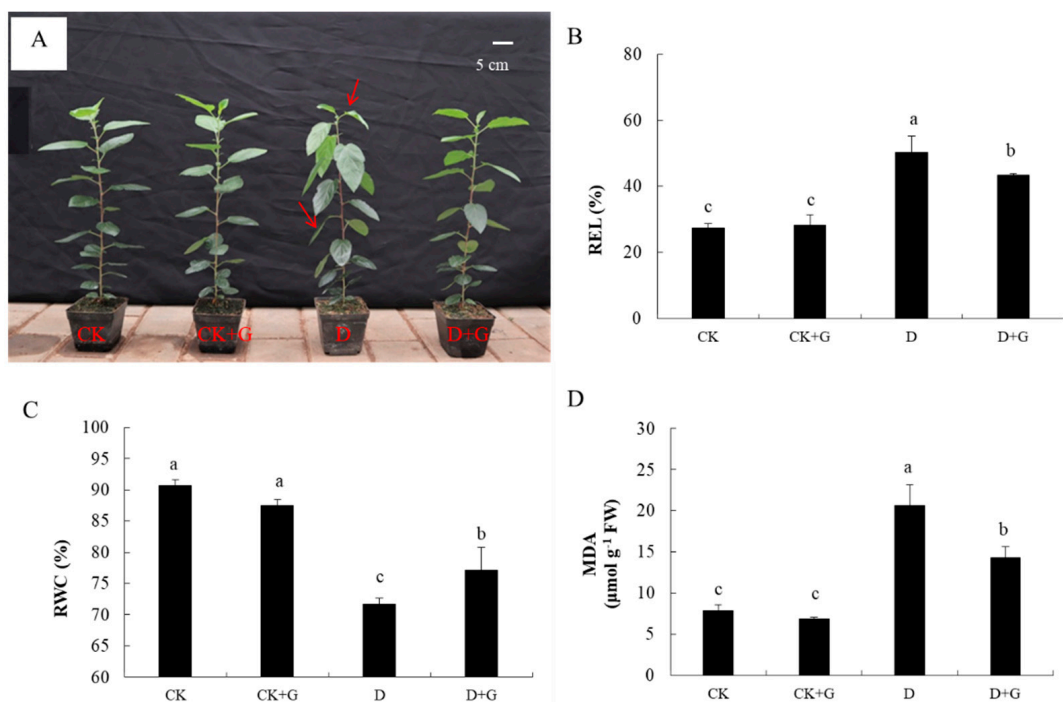 A
5 cm
CK
CK+G
D
D+G
B
80
60
40
20
0
REL (%)
c
c
a
b
CK
CK+G
D
D+G
C
100
95
90
85
80
75
70
65
60
RWC (%)
a
a
c
b
CK
CK+G
D
D+G
D
30
25
20
15
10
5
0
MDA
(μmol g⁻¹ FW)
c
c
a
b
CK
CK+G
D
D+G